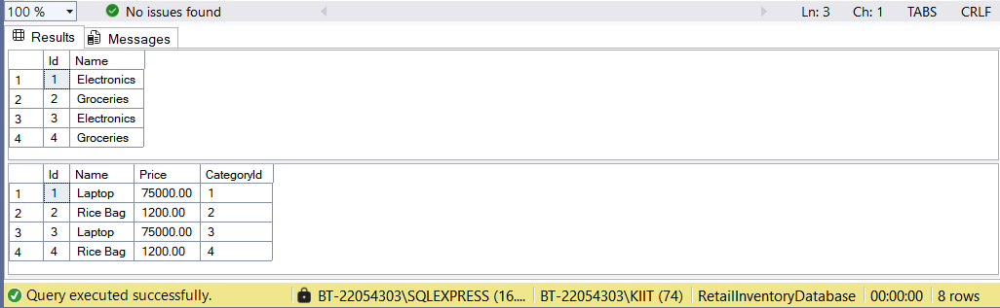 100 % No issues found Ln: 3 Ch: 1 TABS CRLF
Results Messages
Id Name
1 1 Electronics
2 2 Groceries
3 3 Electronics
4 4 Groceries
Id Name Price CategoryId
1 1 Laptop 75000.00 1
2 2 Rice Bag 1200.00 2
3 3 Laptop 75000.00 3
4 4 Rice Bag 1200.00 4
Query executed successfully. BT-22054303\SQLEXPRESS (16.... BT-22054303\KIIT (74) RetailInventoryDatabase 00:00:00 8 rows